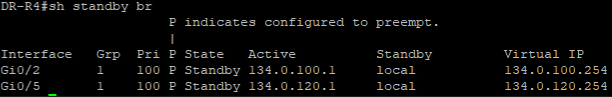 DR-R4#sh standby br
P indicates configured to preempt.
|
Interface Grp Pri P State Active Standby Virtual IP
Gi0/2 1 100 P Standby 134.0.100.1 local 134.0.100.254
Gi0/5 1 100 P Standby 134.0.120.1 local 134.0.120.254